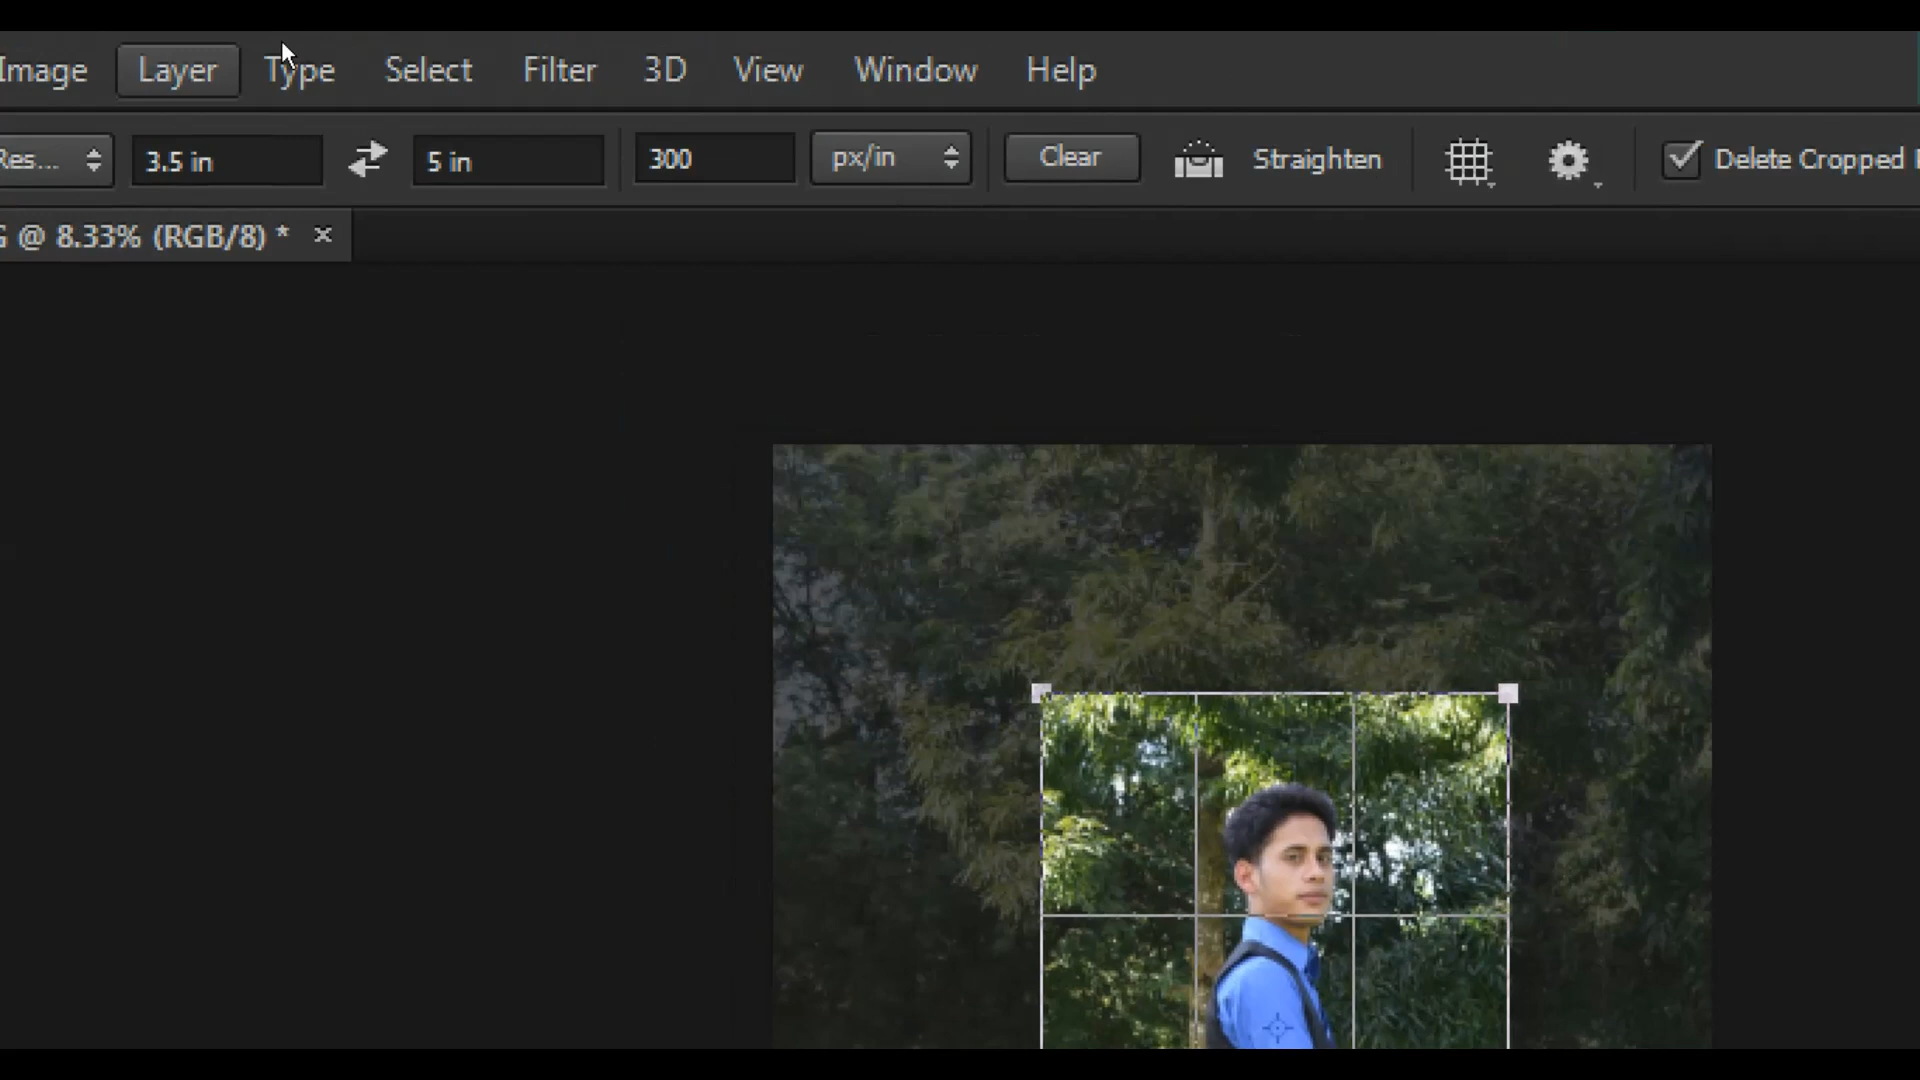 Image Layer Type Select Filter 3D View Window Help
Res... 3.5 in 5 in 300 px/in Clear Straighten Delete Cropped
@ 8.33% (RGB/8) * ×